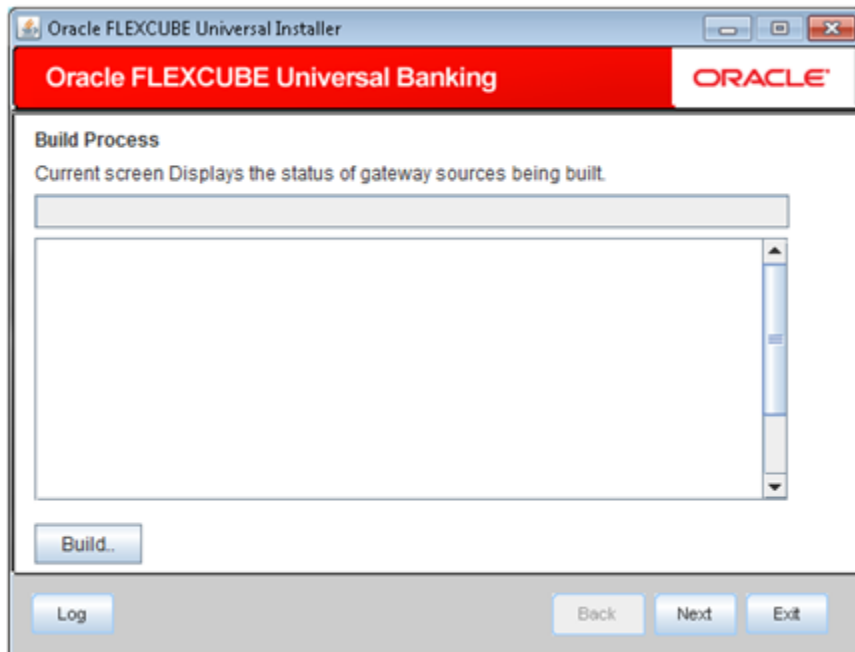 Oracle FLEXCUBE Universal Installer
Oracle FLEXCUBE Universal Banking
ORACLE
Build Process
Current screen Displays the status of gateway sources being built.
Build..
Log
Back
Next
Exit